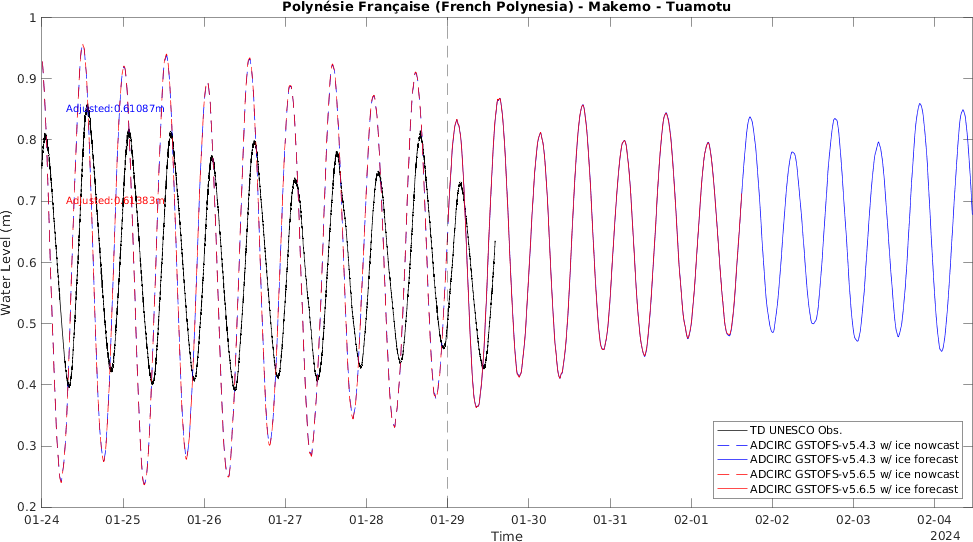 Polynésie Française (French Polynesia) - Makemo - Tuamotu
1
0.9
0.8
0.7
0.6
0.5
0.4
0.3
0.2
Water Level (m)
Adjusted:0.61087m
Adjusted:0.61383m
TD UNESCO Obs.
ADCIRC GSTOFS-v5.4.3 w/ ice nowcast
ADCIRC GSTOFS-v5.4.3 w/ ice forecast
ADCIRC GSTOFS-v5.6.5 w/ ice nowcast
ADCIRC GSTOFS-v5.6.5 w/ ice forecast
01-24 01-25 01-26 01-27 01-28 01-29 01-30 01-31 02-01 02-02 02-03 02-04
Time
2024